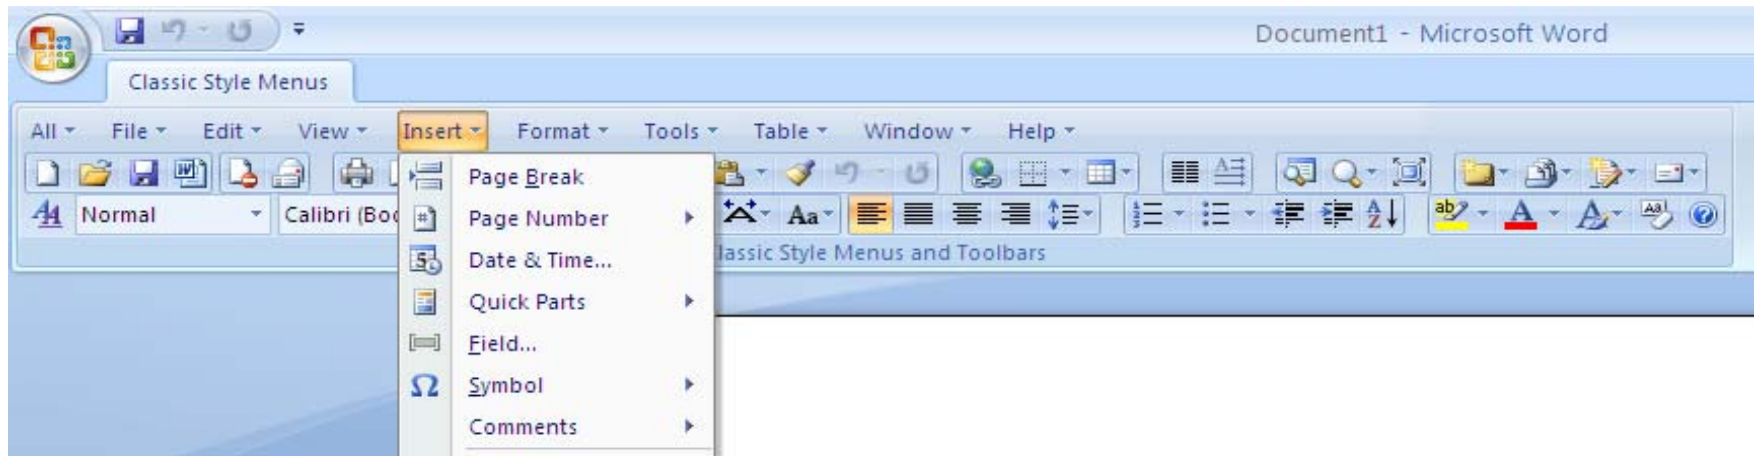 Document1 - Microsoft Word
Classic Style Menus
All File Edit View Insert Format Tools Table Window Help
Normal Calibri (Boo
Aa
lassic Style Menus and Toolbars
Page Break
Page Number
Date & Time...
Quick Parts
Field...
Symbol
Comments